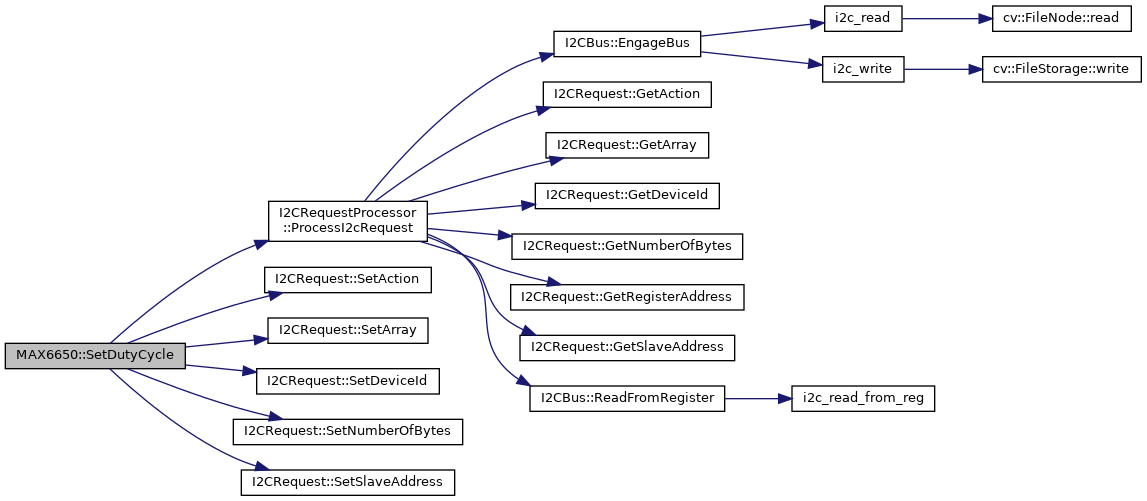 MAX6650::SetDutyCycle
I2CRequestProcessor
::ProcessI2cRequest
I2CRequest::SetAction
I2CRequest::SetArray
I2CRequest::SetDeviceId
I2CRequest::SetNumberOfBytes
I2CRequest::SetSlaveAddress
I2CBus::EngageBus
I2CRequest::GetAction
I2CRequest::GetArray
I2CRequest::GetDeviceId
I2CRequest::GetNumberOfBytes
I2CRequest::GetRegisterAddress
I2CRequest::GetSlaveAddress
I2CBus::ReadFromRegister
i2c_read
i2c_write
i2c_read_from_reg
cv::FileNode::read
cv::FileStorage::write